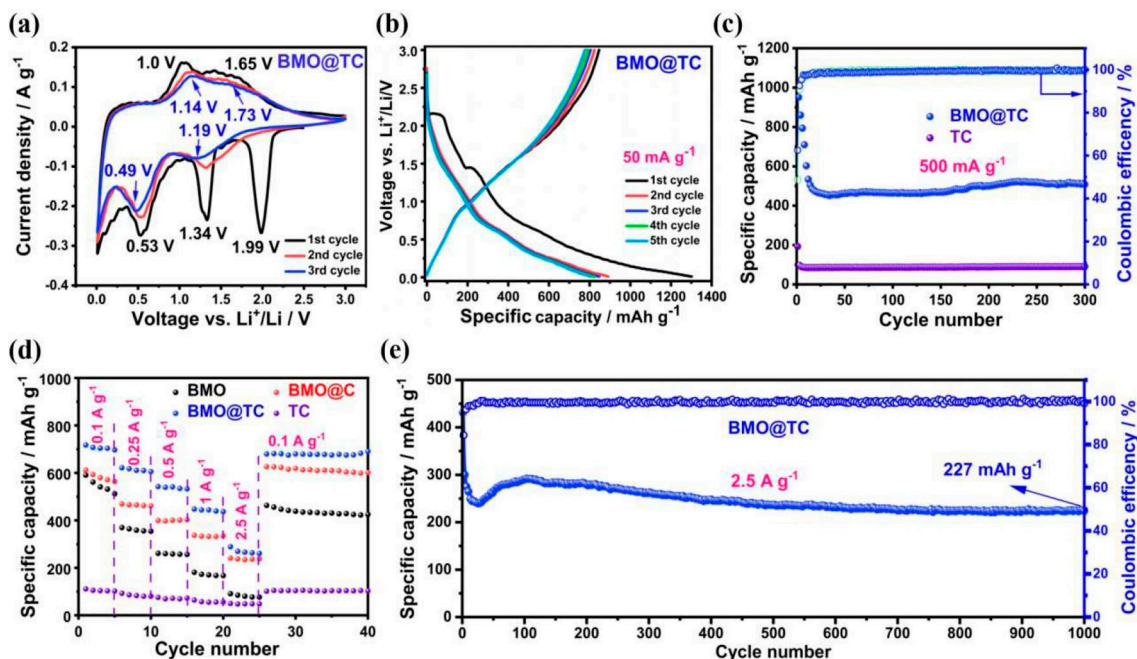 (a)
0.2
0.1
0.0
-0.1
-0.2
-0.3
-0.4
Current density / A g⁻¹
1.0 V
1.65 V
BMO@TC
1.14 V
1.73 V
1.19 V
0.49 V
0.53 V
1.34 V
1.99 V
1st cycle
2nd cycle
3rd cycle
0.0 0.5 1.0 1.5 2.0 2.5 3.0
Voltage vs. Li⁺/Li / V
(b)
3.0
2.5
2.0
1.5
1.0
0.5
0.0
Voltage vs. Li⁺/Li/V
BMO@TC
50 mA g⁻¹
1st cycle
2nd cycle
3rd cycle
4th cycle
5th cycle
0 200 400 600 800 1000 1200 1400
Specific capacity / mAh g⁻¹
(c)
1200
1000
800
600
400
200
0
Specific capacity / mAh g⁻¹
BMO@TC
TC
500 mA g⁻¹
100
80
60
40
20
0
Coulombic efficency / %
0 50 100 150 200 250 300
Cycle number
(d)
1000
800
600
400
200
0
Specific capacity / mAh g⁻¹
BMO
BMO@C
BMO@TC
TC
0.1 A g⁻¹
0.25 A g⁻¹
0.5 A g⁻¹
1 A g⁻¹
2.5 A g⁻¹
0.1 A g⁻¹
0 10 20 30 40
Cycle number
(e)
500
400
300
200
100
0
Specific capacity / mAh g⁻¹
BMO@TC
2.5 A g⁻¹
227 mAh g⁻¹
100
80
60
40
20
0
Coulombic efficency / %
0 100 200 300 400 500 600 700 800 900 1000
Cycle number